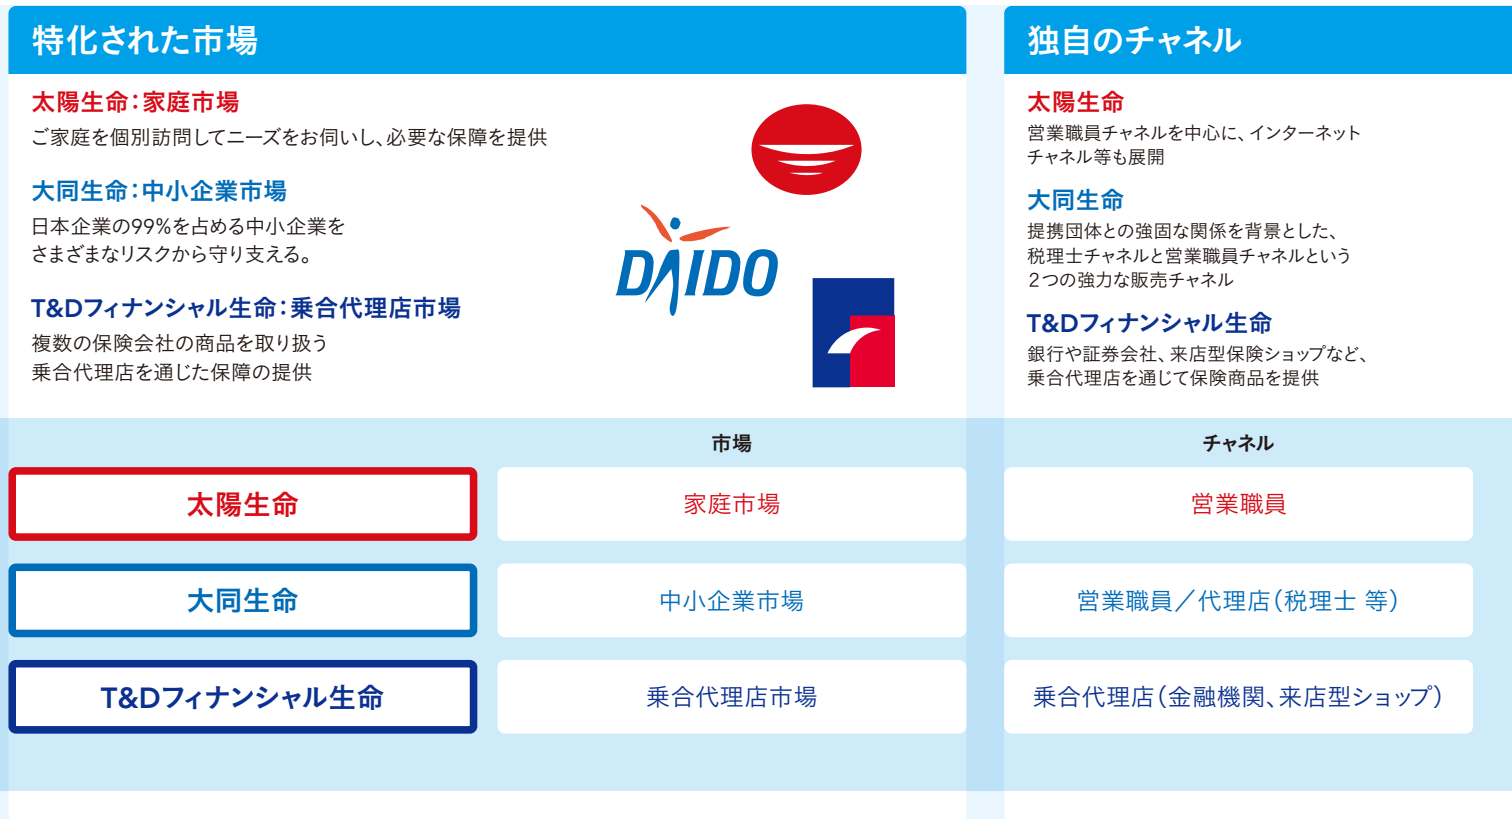 特化された市場
太陽生命：家庭市場
ご家庭を個別訪問してニーズをお伺いし、必要な保障を提供
大同生命：中小企業市場
日本企業の99%を占める中小企業を
さまざまなリスクから守り支える。
T&Dフィナンシャル生命：乗合代理店市場
複数の保険会社の商品を取り扱う
乗合代理店を通じた保障の提供
DAIDO
独自のチャネル
太陽生命
営業職員チャネルを中心に、インターネット
チャネル等も展開
大同生命
提携団体との強固な関係を背景とした、
税理士チャネルと営業職員チャネルという
2つの強力な販売チャネル
T&Dフィナンシャル生命
銀行や証券会社、来店型保険ショップなど、
乗合代理店を通じて保険商品を提供
市場
チャネル
太陽生命
家庭市場
営業職員
大同生命
中小企業市場
営業職員／代理店（税理士 等）
T&Dフィナンシャル生命
乗合代理店市場
乗合代理店（金融機関、来店型ショップ）